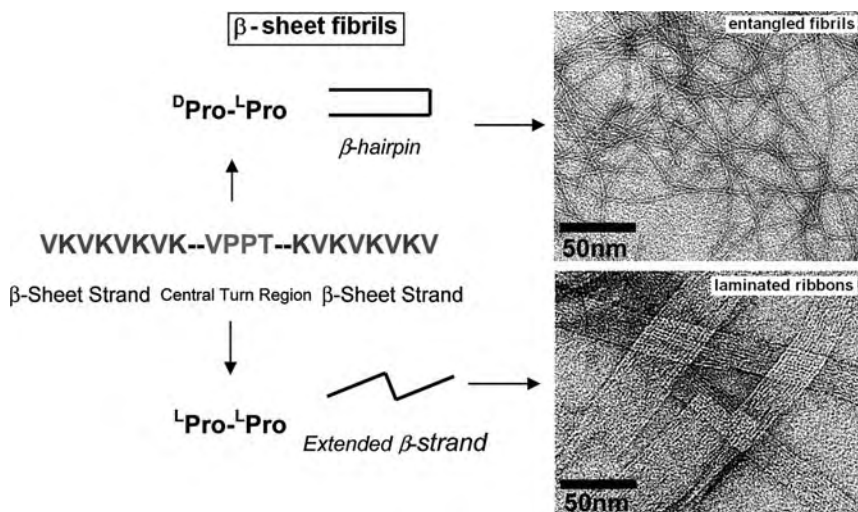 β-sheet fibrils
entangled fibrils
ᴰPro-ᴸPro
β-hairpin
50nm
VKVKVKVK--VPPT--KVKVKVKV
β-Sheet Strand Central Turn Region β-Sheet Strand
laminated ribbons
ᴸPro-ᴸPro
Extended β-strand
50nm